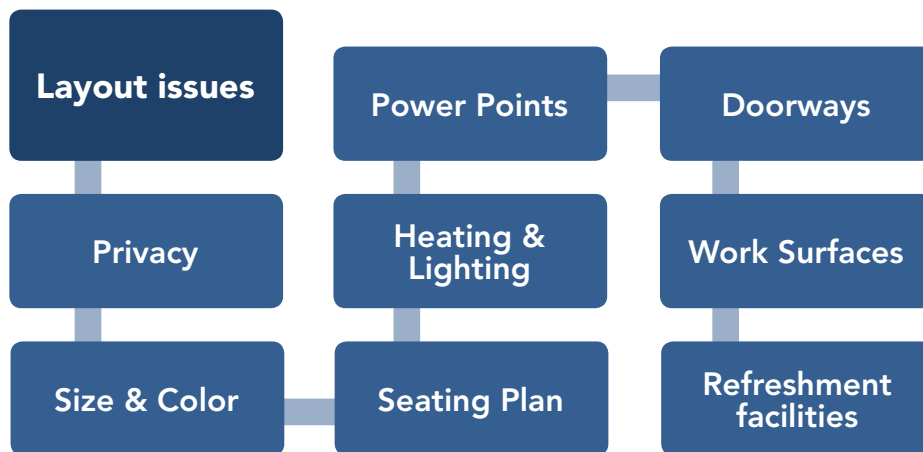 Layout issues
Privacy
Size & Color
Seating Plan
Heating &
Lighting
Power Points
Doorways
Work Surfaces
Refreshment
facilities